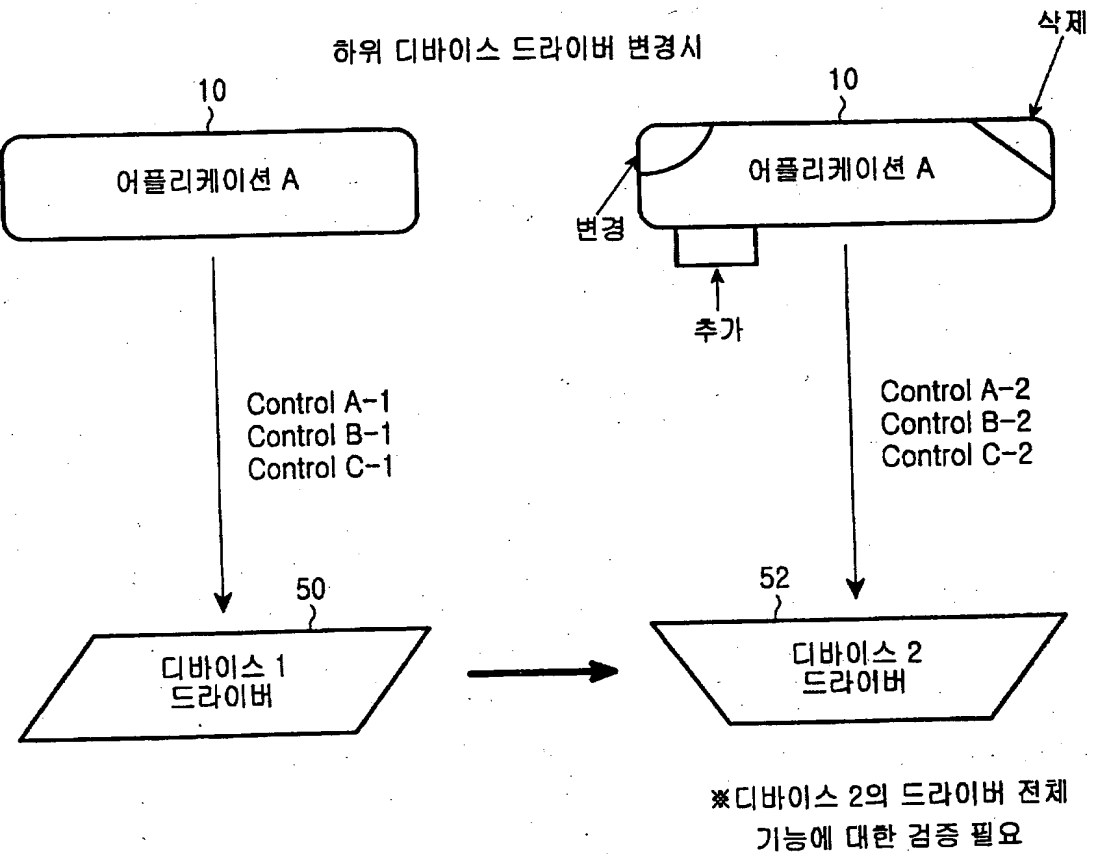 하위 디바이스 드라이버 변경시
삭제
10
10
어플리케이션 A
어플리케이션 A
변경
추가
Control A-1
Control B-1
Control C-1
Control A-2
Control B-2
Control C-2
50
52
디바이스 1
드라이버
디바이스 2
드라이버
※디바이스 2의 드라이버 전체
기능에 대한 검증 필요